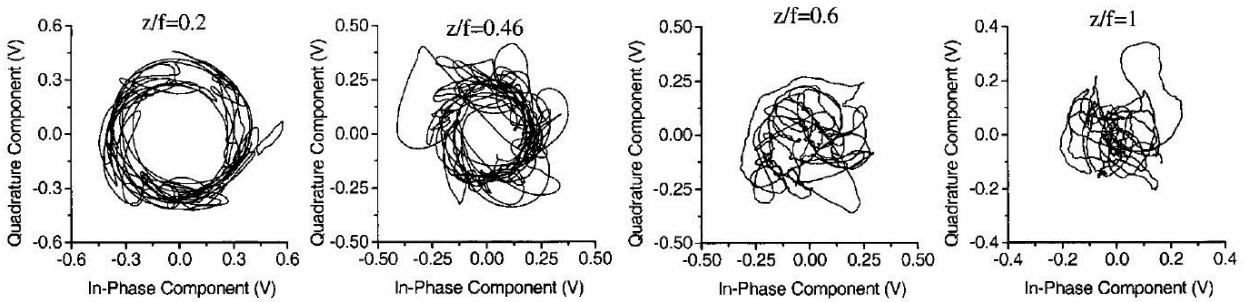 z/f=0.2
Quadrature Component (V)
0.6
0.3
0.0
-0.3
-0.6
-0.6 -0.3 0.0 0.3 0.6
In-Phase Component (V)
z/f=0.46
Quadrature Component (V)
0.50
0.25
0.00
-0.25
-0.50
-0.50 -0.25 0.00 0.25 0.50
In-Phase Component (V)
z/f=0.6
Quadrature Component (V)
0.50
0.25
0.00
-0.25
-0.50
-0.50 -0.25 0.00 0.25 0.50
In-Phase Component (V)
z/f=1
Quadrature Component (V)
0.4
0.2
0.0
-0.2
-0.4
-0.4 -0.2 0.0 0.2 0.4
In-Phase Component (V)